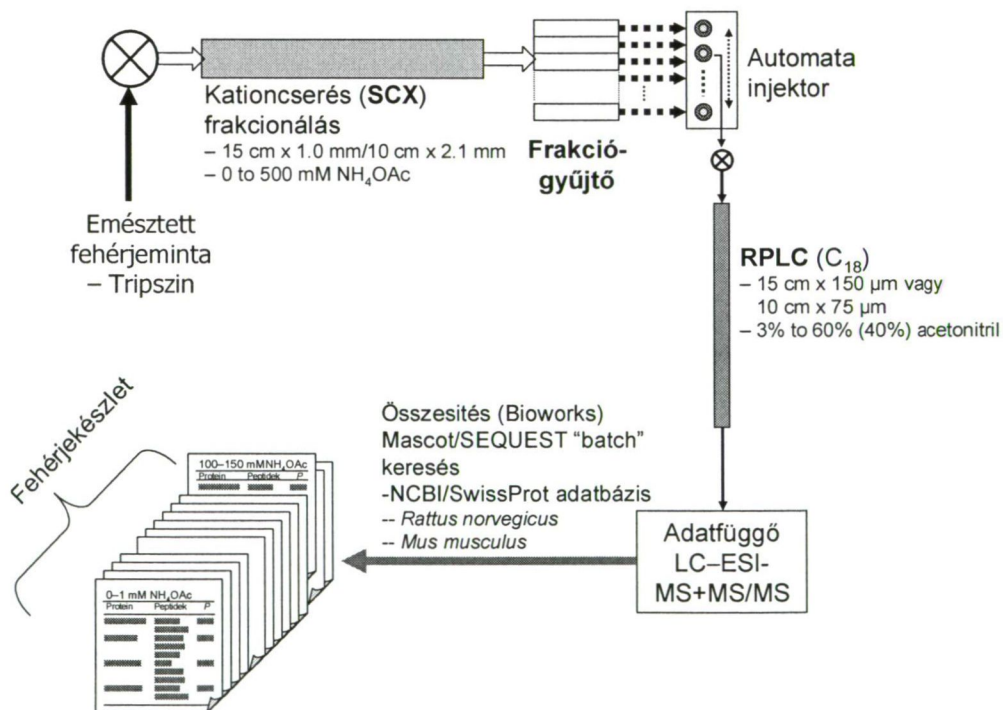 Kationcserés (SCX)
frakcionálás
– 15 cm x 1.0 mm/10 cm x 2.1 mm
– 0 to 500 mM NH₄OAc
Frakció-
gyűjtő
Automata
injektor
Emésztett
fehérjeminta
– Tripszin
RPLC (C₁₈)
– 15 cm x 150 µm vagy
10 cm x 75 µm
– 3% to 60% (40%) acetonitril
Adatfüggő
LC–ESI-
MS+MS/MS
Összesités (Bioworks)
Mascot/SEQUEST “batch”
keresés
-NCBI/SwissProt adatbázis
-- Rattus norvegicus
-- Mus musculus
Fehérjekészlet
100–150 mMNH₄OAc
Protein Peptidek P
0–1 mM NH₄OAc
Protein Peptidek P